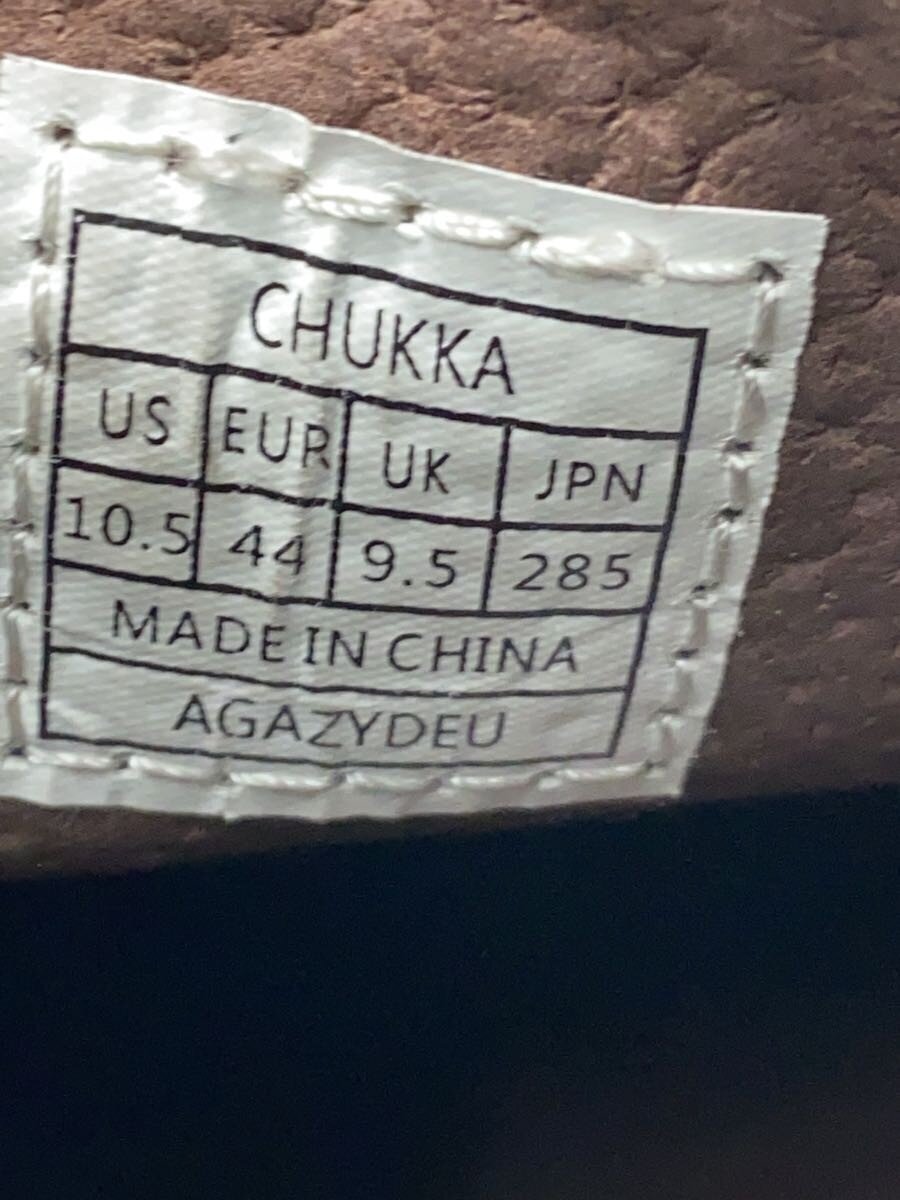 CHUKKA
US EUR UK JPN
10.5 44 9.5 285
MADE IN CHINA
AGAZYDEU